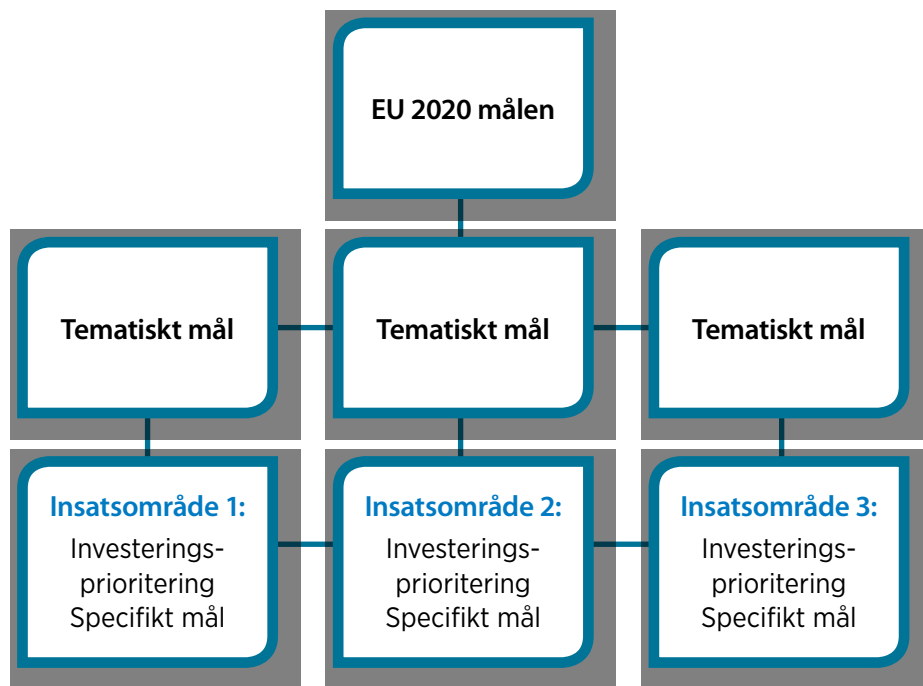 EU 2020 målen
Tematiskt mål
Tematiskt mål
Tematiskt mål
Insatsområde 1:
Investerings-
prioritering
Specifikt mål
Insatsområde 2:
Investerings-
prioritering
Specifikt mål
Insatsområde 3:
Investerings-
prioritering
Specifikt mål